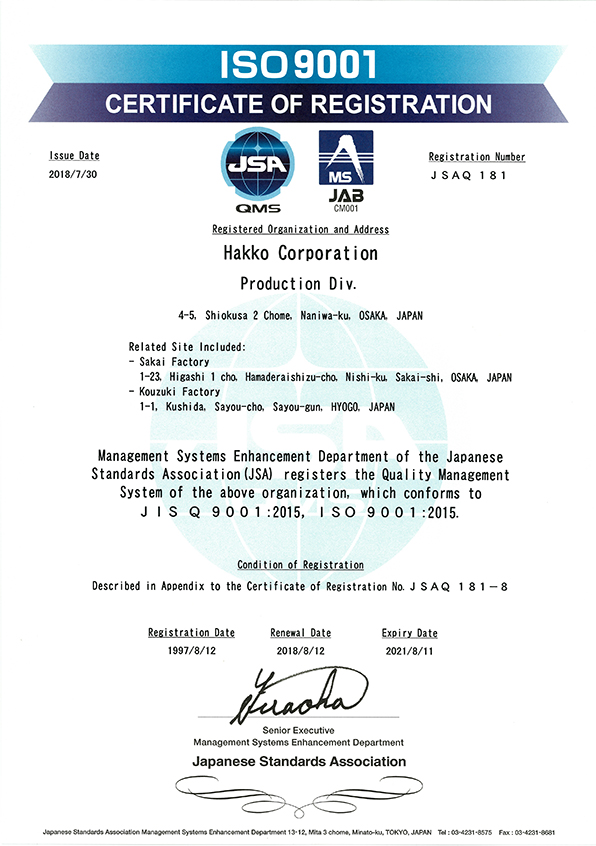 ISO 9001
CERTIFICATE OF REGISTRATION
Issue Date
2018/7/30
JSA
QMS
MS
JAB
CM001
Registration Number
ＪＳＡＱ １８１
Registered Organization and Address
Hakko Corporation
Production Div.
4-5, Shiokusa 2 Chome, Naniwa-ku, OSAKA, JAPAN
Related Site Included:
- Sakai Factory
1-23, Higashi 1 cho, Hamaderaishizu-cho, Nishi-ku, Sakai-shi, OSAKA, JAPAN
- Kouzuki Factory
1-1, Kushida, Sayou-cho, Sayou-gun, HYOGO, JAPAN
Management Systems Enhancement Department of the Japanese
Standards Association(JSA) registers the Quality Management
System of the above organization, which conforms to
ＪＩＳ Ｑ ９００１:2015, ＩＳＯ ９００１:2015.
Condition of Registration
Described in Appendix to the Certificate of Registration No. ＪＳＡＱ １８１－８
Registration Date Renewal Date Expiry Date
1997/8/12 2018/8/12 2021/8/11
Senior Executive
Management Systems Enhancement Department
Japanese Standards Association
Japanese Standards Association Management Systems Enhancement Department 13-12, Mita 3 chome, Minato-ku, TOKYO, JAPAN Tel : 03-4231-8575 Fax : 03-4231-8681